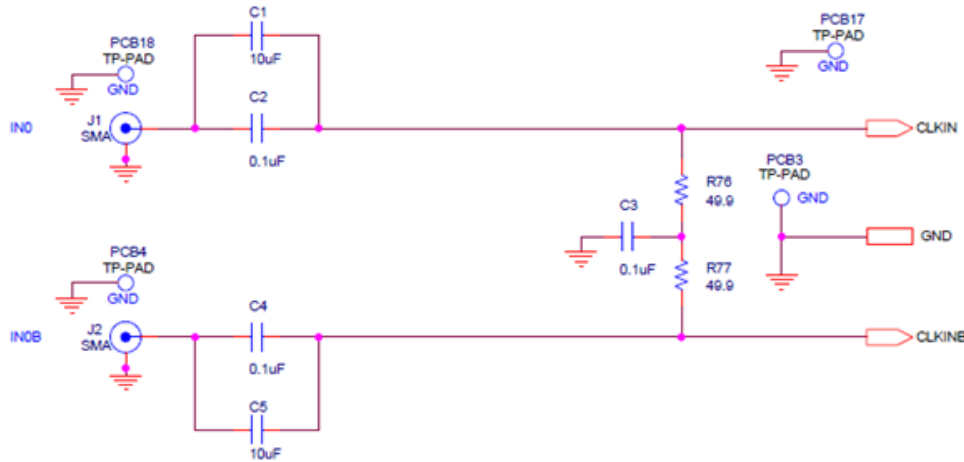 C1
10uF
PCB18
TP-PAD
GND
PCB17
TP-PAD
GND
IN0
J1
SMA
C2
0.1uF
CLKIN
R76
49.9
PCB3
TP-PAD
GND
C3
0.1uF
GND
R77
49.9
PCB4
TP-PAD
GND
IN0B
J2
SMA
C4
0.1uF
CLKINB
C5
10uF